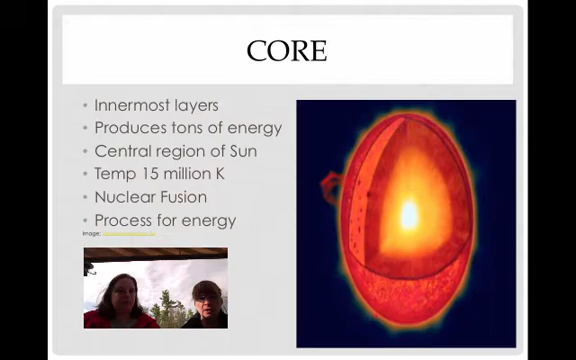 CORE
• Innermost layers
• Produces tons of energy
• Central region of Sun
• Temp 15 million K
• Nuclear Fusion
• Process for energy
Image: